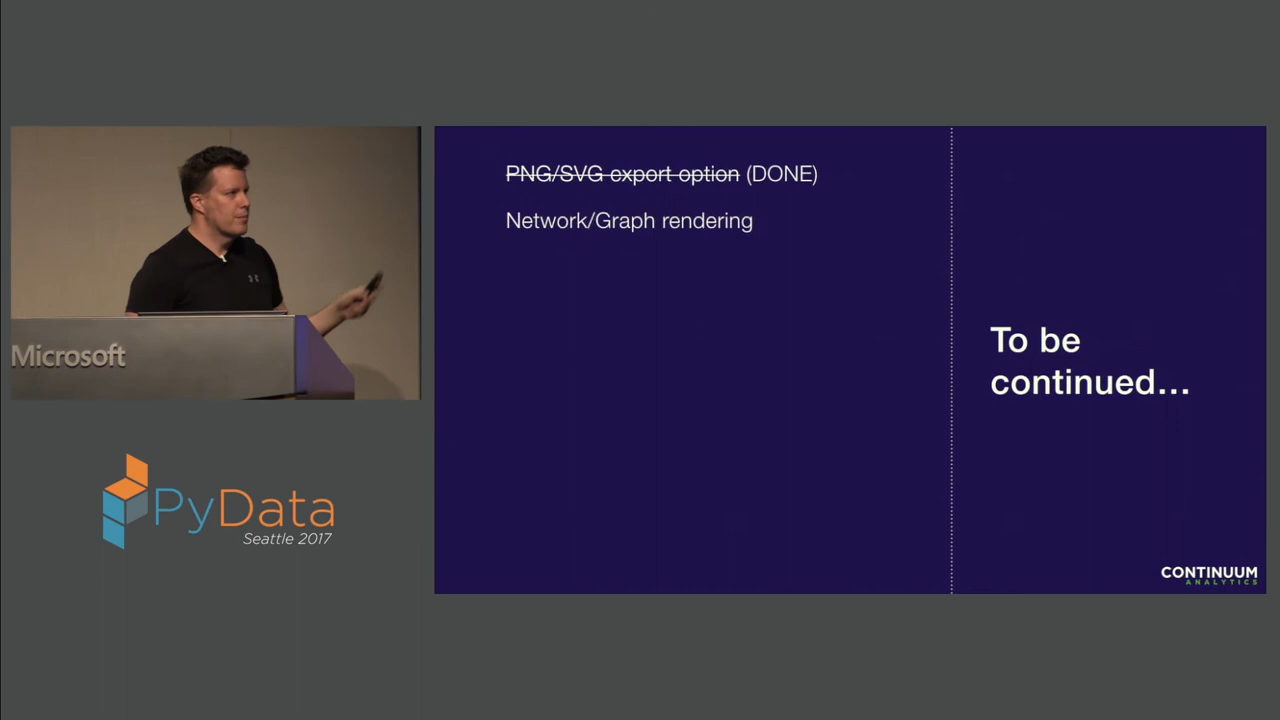 PNG/SVG export option (DONE)
Network/Graph rendering
To be
continued...
CONTINUUM
ANALYTICS
Microsoft
PyData
Seattle 2017